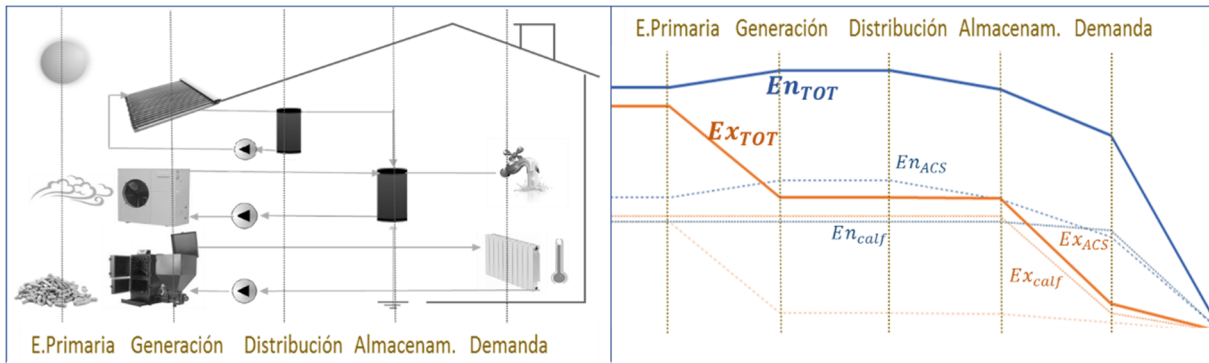 E.Primaria Generación Distribución Almacenam. Demanda
E.Primaria Generación Distribución Almacenam. Demanda
En_TOT
Ex_TOT
En_ACS
En_calf
Ex_ACS
Ex_calf